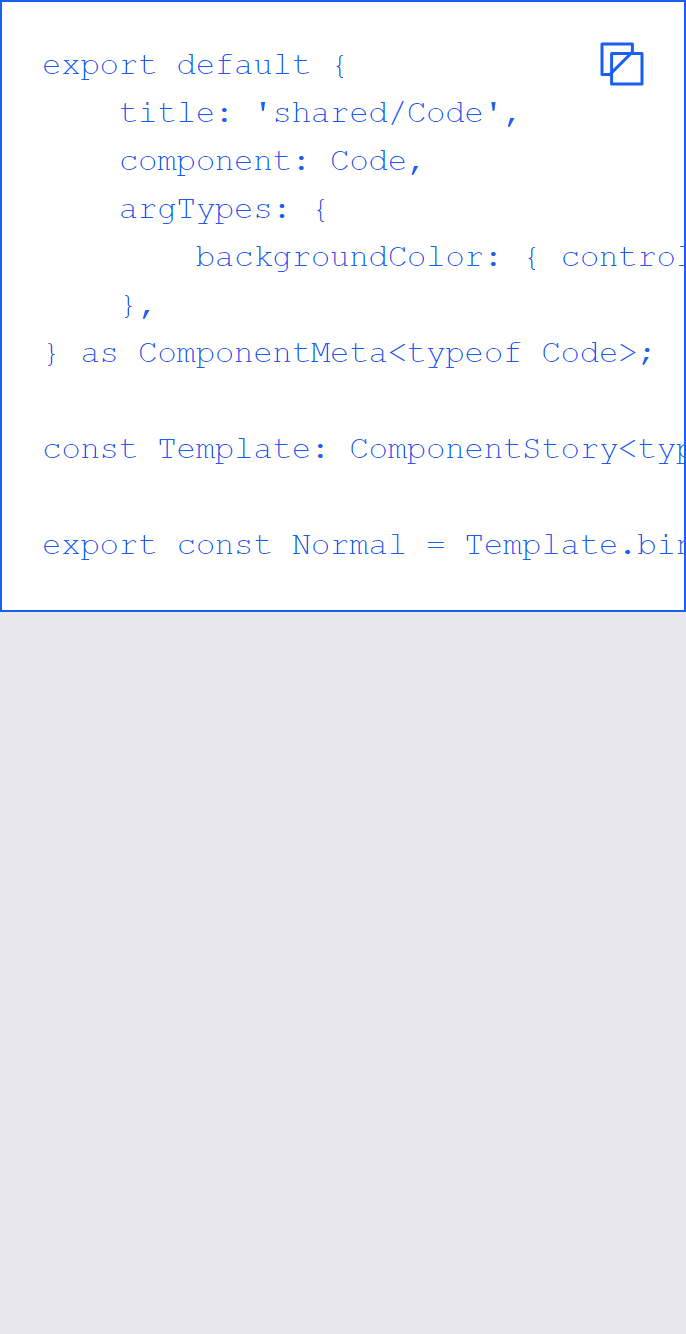 export default {
    title: 'shared/Code',
    component: Code,
    argTypes: {
        backgroundColor: { control
    },
} as ComponentMeta<typeof Code>;

const Template: ComponentStory<typ

export const Normal = Template.bin